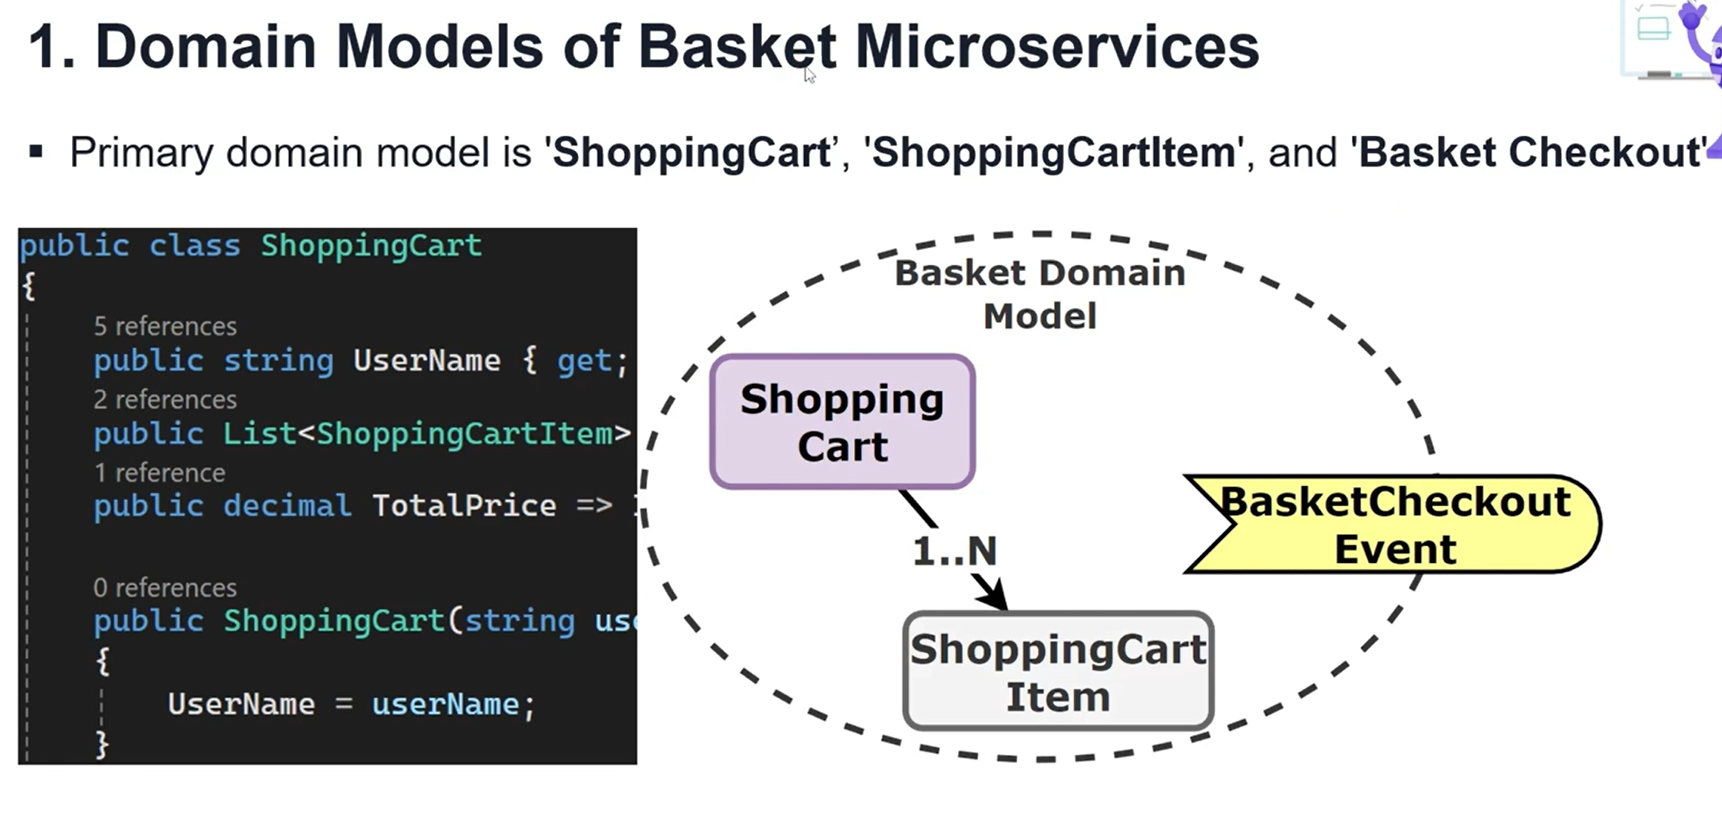 1. Domain Models of Basket Microservices
▪ Primary domain model is 'ShoppingCart’, 'ShoppingCartItem', and 'Basket Checkout'
public class ShoppingCart
{
5 references
public string UserName { get;
2 references
public List<ShoppingCartItem>
1 reference
public decimal TotalPrice =>
0 references
public ShoppingCart(string
{
UserName = userName;
}
Basket Domain
Model
Shopping
Cart
1..N
ShoppingCart
Item
BasketCheckout
Event